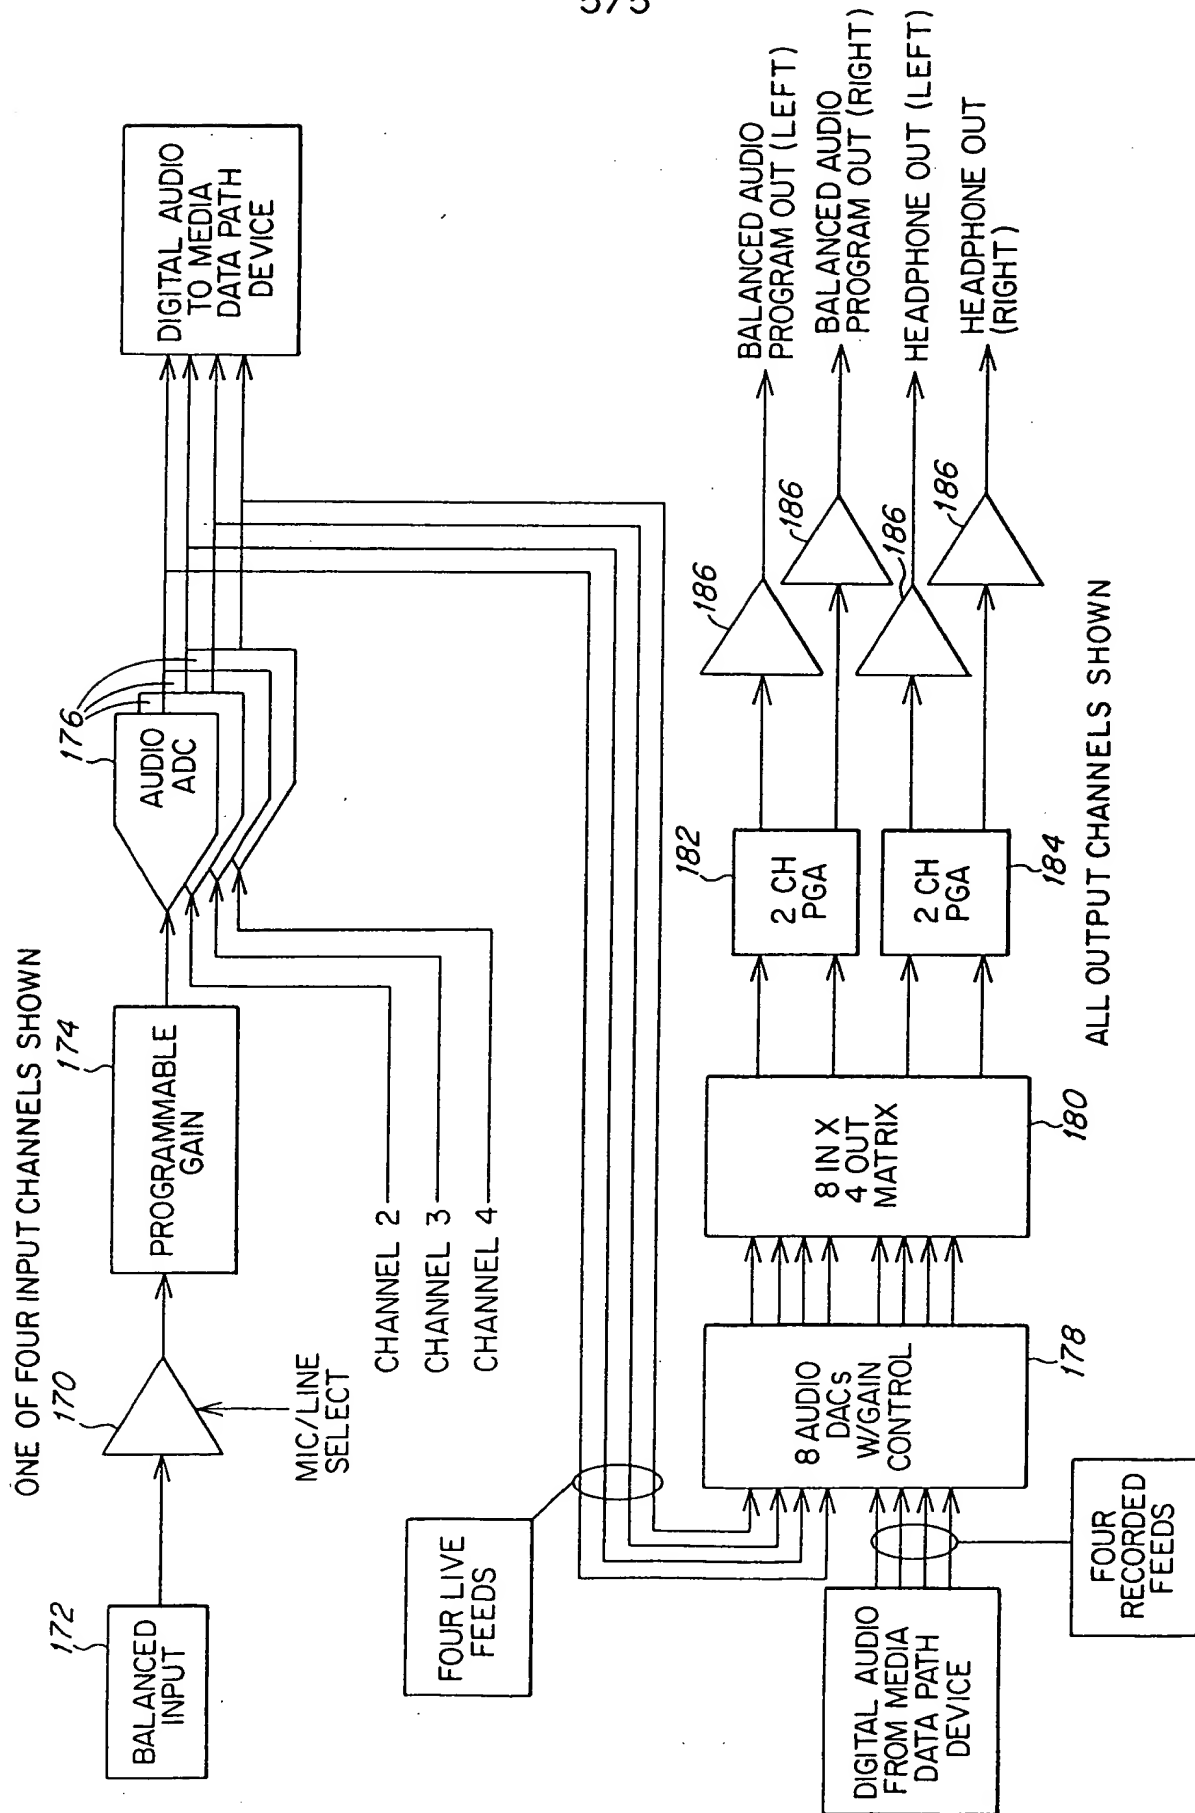 5/5
ONE OF FOUR INPUT CHANNELS SHOWN
172
BALANCED
INPUT
170
MIC/LINE
SELECT
174
PROGRAMMABLE
GAIN
176
AUDIO
ADC
DIGITAL AUDIO
TO MEDIA
DATA PATH
DEVICE
CHANNEL 2
CHANNEL 3
CHANNEL 4
FOUR LIVE
FEEDS
DIGITAL AUDIO
FROM MEDIA
DATA PATH
DEVICE
FOUR
RECORDED
FEEDS
8 AUDIO
DACs
W/GAIN
CONTROL
178
8 IN X
4 OUT
MATRIX
180
182
2 CH
PGA
2 CH
PGA
184
186
186
186
186
BALANCED AUDIO
PROGRAM OUT (LEFT)
BALANCED AUDIO
PROGRAM OUT (RIGHT)
HEADPHONE OUT (LEFT)
HEADPHONE OUT
(RIGHT)
ALL OUTPUT CHANNELS SHOWN